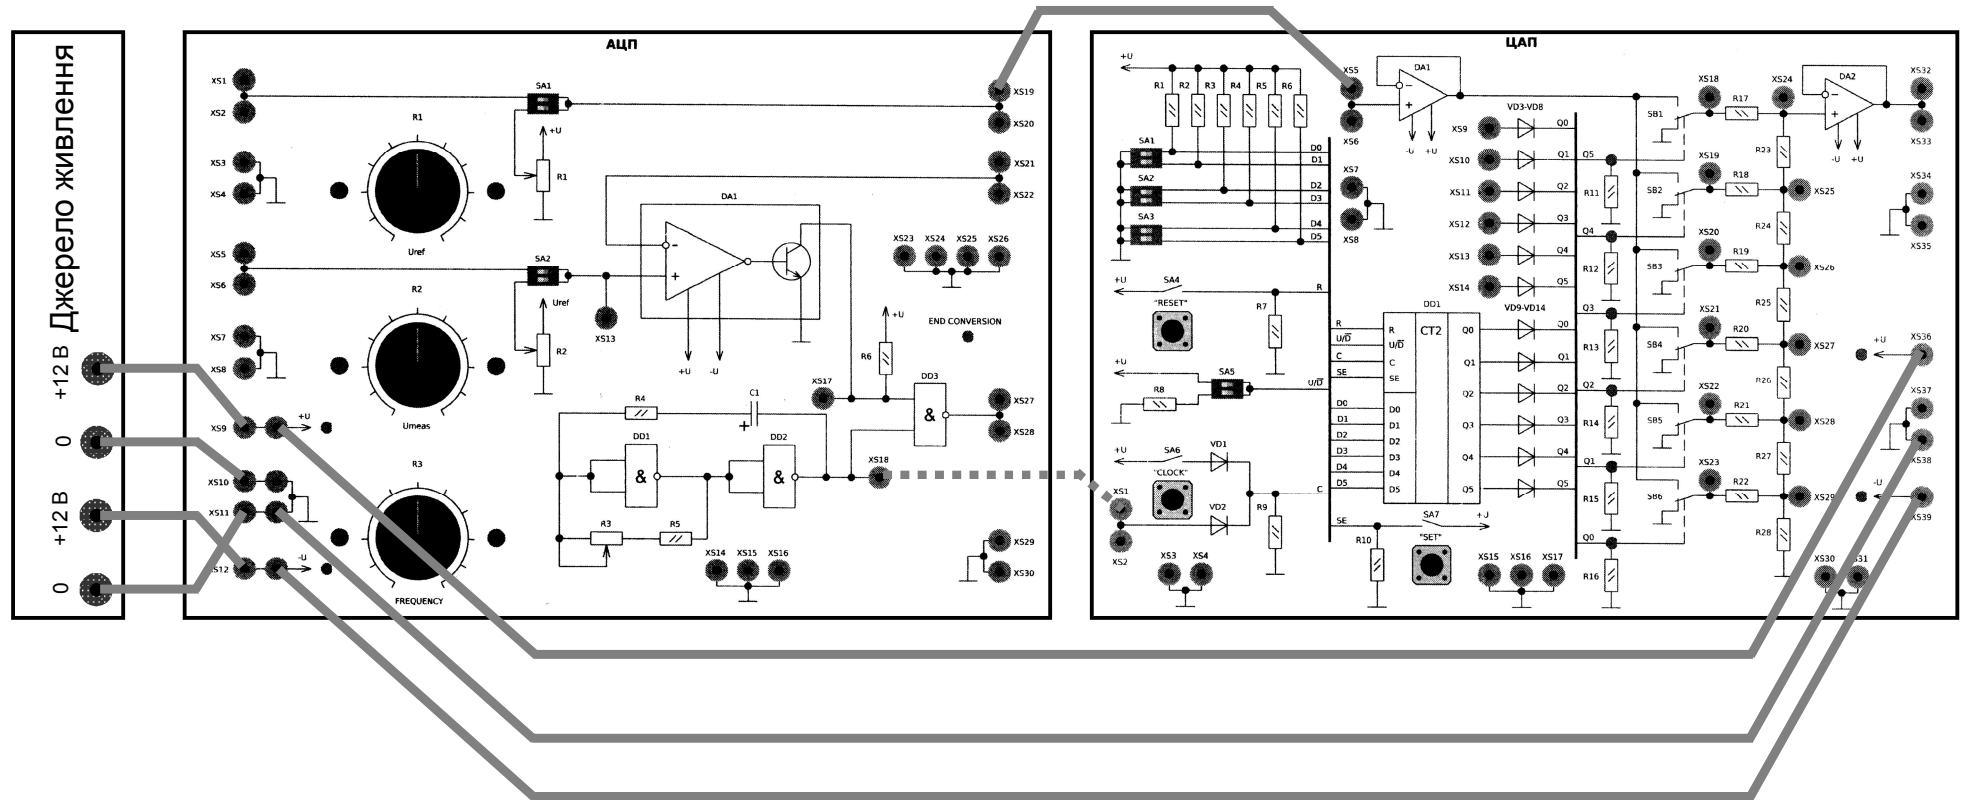 Джерело живлення
+12 В
0
+12 В
0
АЦП
XS1
XS2
XS3
XS4
XS5
XS6
XS7
XS8
XS9
+U
XS10
XS11
XS12
-U
R1
Uref
R2
Umeas
R3
FREQUENCY
SA1
+U
R1
SA2
Uref
R2
XS13
DA1
+U
-U
R4
C1
DD1
&
DD2
&
R3
R5
XS14 XS15 XS16
XS17
R6
+U
DD3
&
XS18
XS19
XS20
XS21
XS22
XS23 XS24 XS25 XS26
END CONVERSION
XS27
XS28
XS29
XS30
ЦАП
+U
R1 R2 R3 R4 R5 R6
SA1
SA2
SA3
D0
D1
D2
D3
D4
D5
+U
SA4
"RESET"
R7
R
+U
SA5
R8
U/D
+U
SA6
"CLOCK"
VD1
VD2
R9
C
XS1
XS2
XS3 XS4
XS5
XS6
XS7
XS8
DA1
-U +U
VD3-VD8
XS9 Q0
XS10 Q1
XS11 Q2
XS12 Q3
XS13 Q4
XS14 Q5
VD9-VD14
DD1
CT2
R
U/D
C
SE
D0
D1
D2
D3
D4
D5
R
U/D
C
SE
D0
D1
D2
D3
D4
D5
Q0
Q1
Q2
Q3
Q4
Q5
Q0
Q1
Q2
Q3
Q4
Q5
SE
R10
SA7
+U
"SET"
XS15 XS16 XS17
Q5
R11
Q4
R12
Q3
R13
Q2
R14
Q1
R15
Q0
R16
SB1
SB2
SB3
SB4
SB5
SB6
XS18
R17
XS19
R18
XS20
R19
XS21
R20
XS22
R21
XS23
R22
XS24
R23
XS25
R24
XS26
R25
XS27
R26
XS28
R27
XS29
R28
DA2
-U +U
XS30 XS31
XS32
XS33
XS34
XS35
+U
XS36
XS37
XS38
-U
XS39